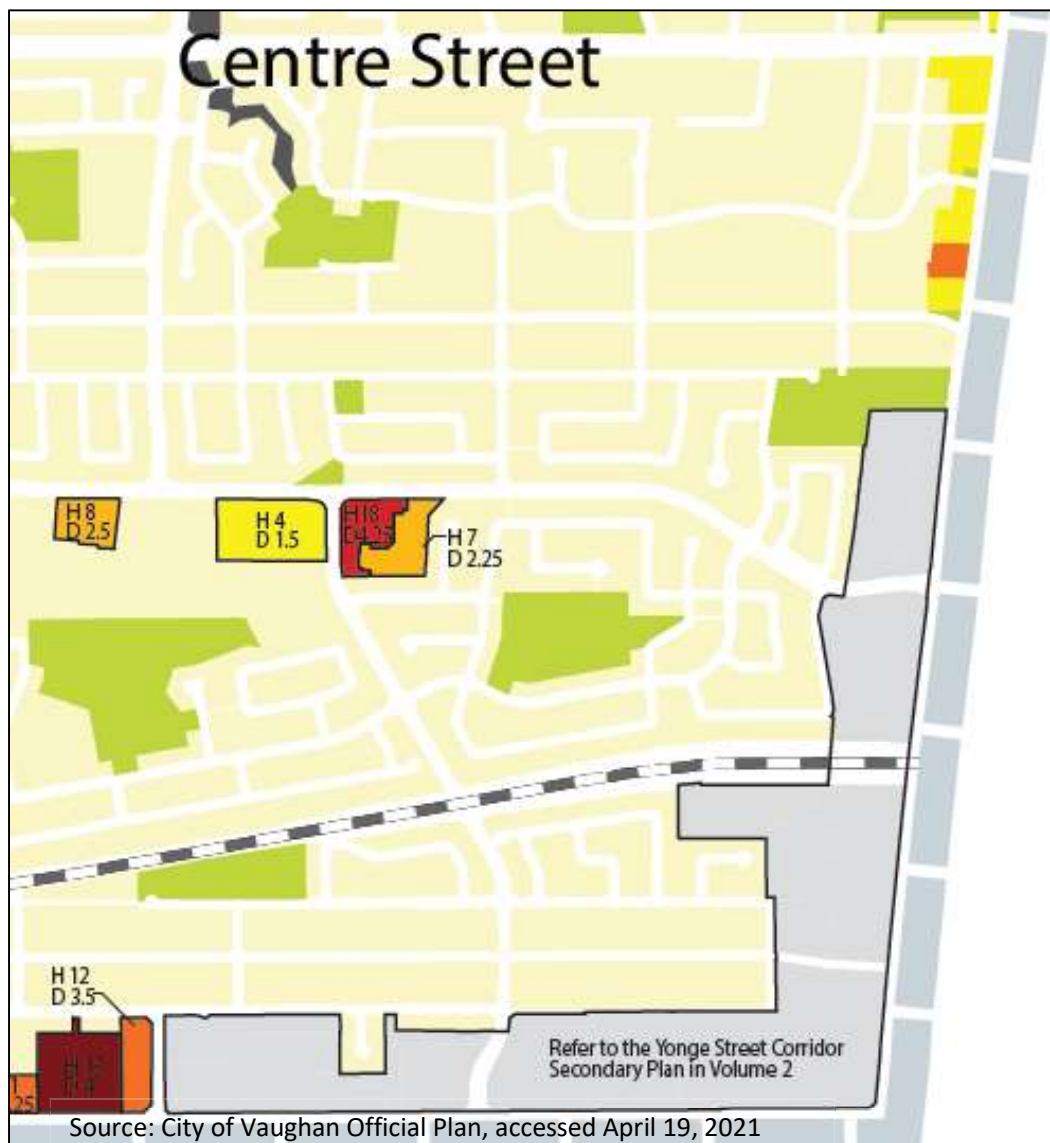 Centre Street
H 8
D 2.5
H 4
D 1.5
H18
H 7
D 2.25
H 12
D 3.5
Refer to the Yonge Street Corridor
Secondary Plan in Volume 2
Source: City of Vaughan Official Plan, accessed April 19, 2021